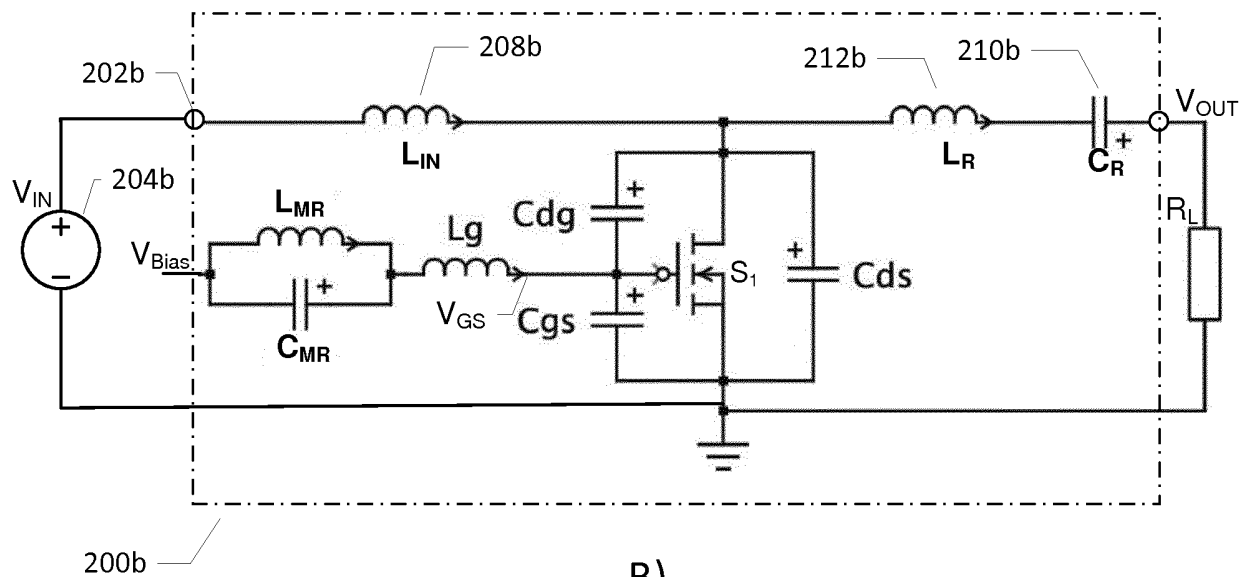 208b
202b
212b
210b
V_OUT
L_IN
L_R
C_R
+
V_IN
204b
+
−
L_MR
Lg
Cdg
+
R_L
V_Bias
S_1
+
Cds
+
V_GS
Cgs
+
C_MR
200b
B)